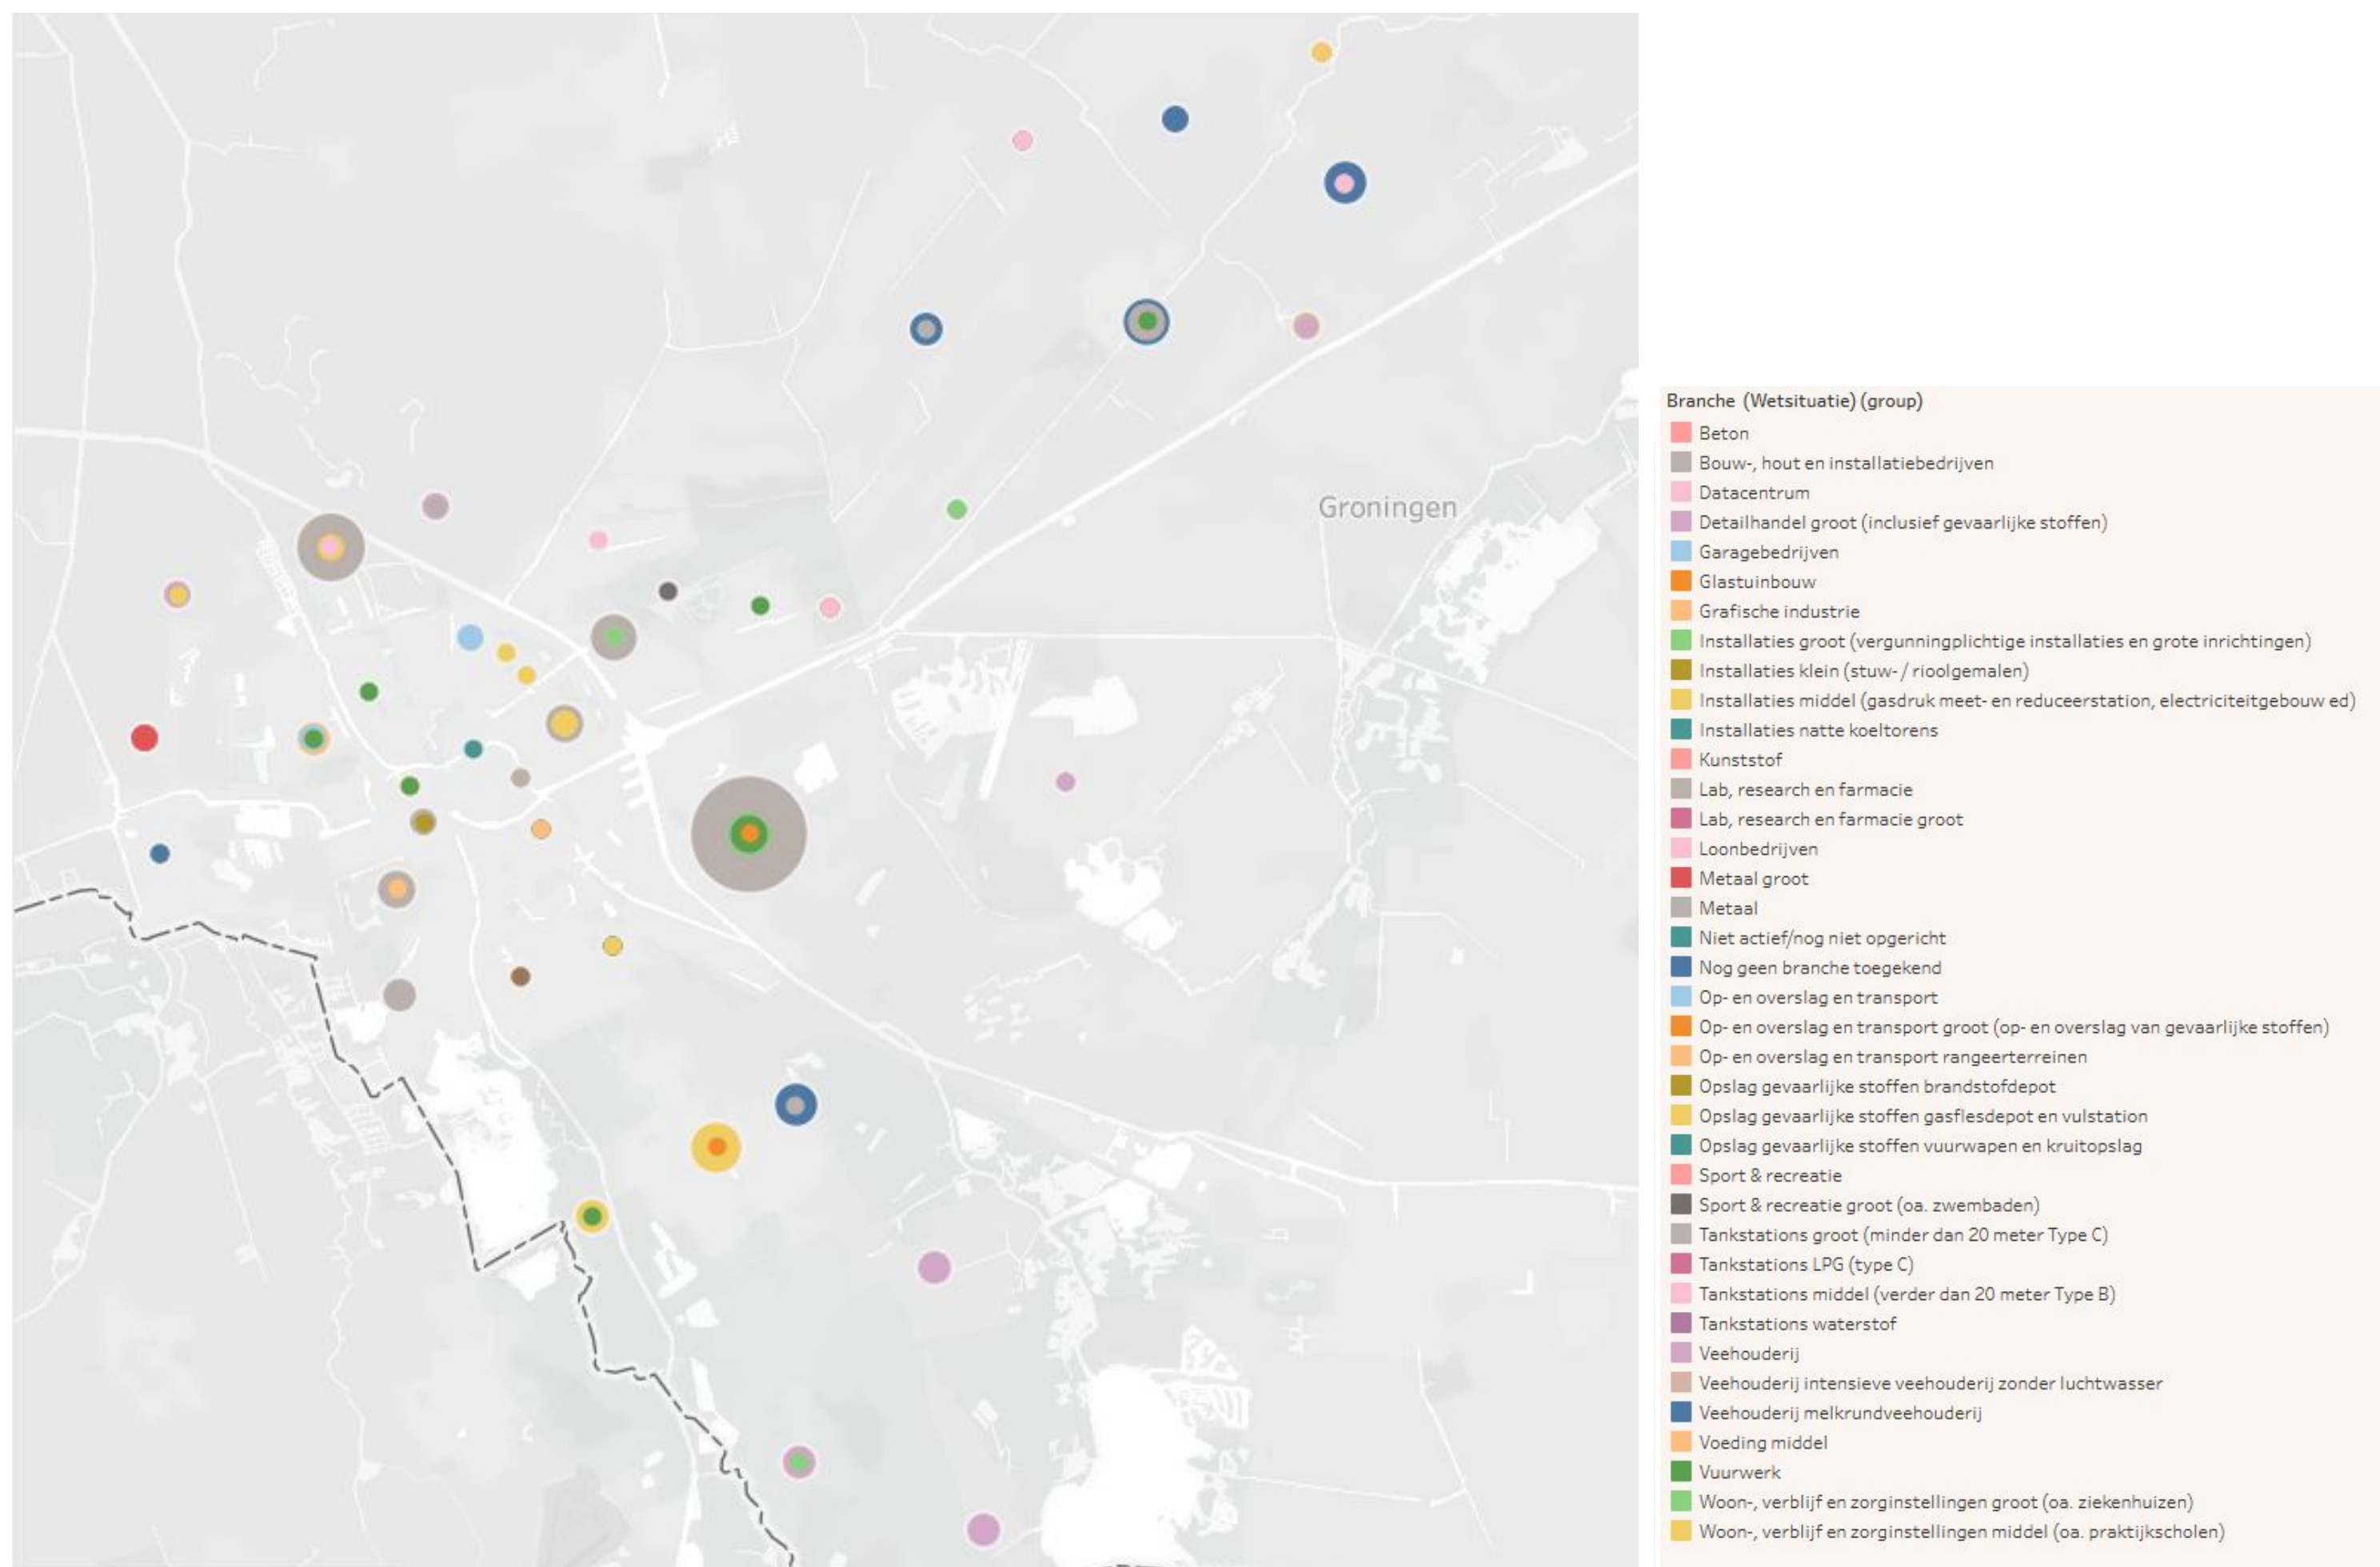 Groningen
Branche (Wetsituatie) (group)
Beton
Bouw-, hout en installatiebedrijven
Datacentrum
Detailhandel groot (inclusief gevaarlijke stoffen)
Garagebedrijven
Glastuinbouw
Grafische industrie
Installaties groot (vergunningplichtige installaties en grote inrichtingen)
Installaties klein (stuw- / rioolgemalen)
Installaties middel (gasdruk meet- en reduceerstation, electriciteitgebouw ed)
Installaties natte koeltorens
Kunststof
Lab, research en farmacie
Lab, research en farmacie groot
Loonbedrijven
Metaal groot
Metaal
Niet actief/nog niet opgericht
Nog geen branche toegekend
Op- en overslag en transport
Op- en overslag en transport groot (op- en overslag van gevaarlijke stoffen)
Op- en overslag en transport rangeerterreinen
Opslag gevaarlijke stoffen brandstofdepot
Opslag gevaarlijke stoffen gasflesdepot en vulstation
Opslag gevaarlijke stoffen vuurwapen en kruitopslag
Sport & recreatie
Sport & recreatie groot (oa. zwembaden)
Tankstations groot (minder dan 20 meter Type C)
Tankstations LPG (type C)
Tankstations middel (verder dan 20 meter Type B)
Tankstations waterstof
Veehouderij
Veehouderij intensieve veehouderij zonder luchtwasser
Veehouderij melkrundveehouderij
Voeding middel
Vuurwerk
Woon-, verblijf en zorginstellingen groot (oa. ziekenhuizen)
Woon-, verblijf en zorginstellingen middel (oa. praktijkscholen)